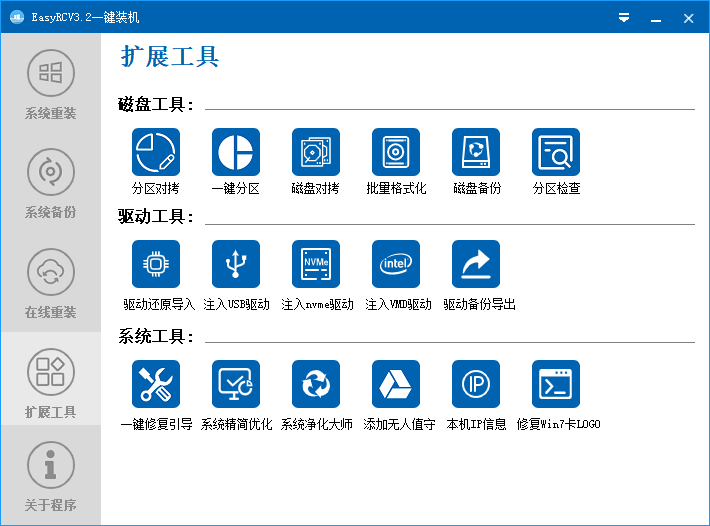 EasyRCV3.2一键装机
扩展工具
系统重装
系统备份
在线重装
扩展工具
关于程序
磁盘工具：
分区对拷 一键分区 磁盘对拷 批量格式化 磁盘备份 分区检查
驱动工具：
NVMe intel
驱动还原导入 注入USB驱动 注入nvme驱动 注入VMD驱动 驱动备份导出
系统工具：
IP
一键修复引导 系统精简优化 系统净化大师 添加无人值守 本机IP信息 修复Win7卡LOGO